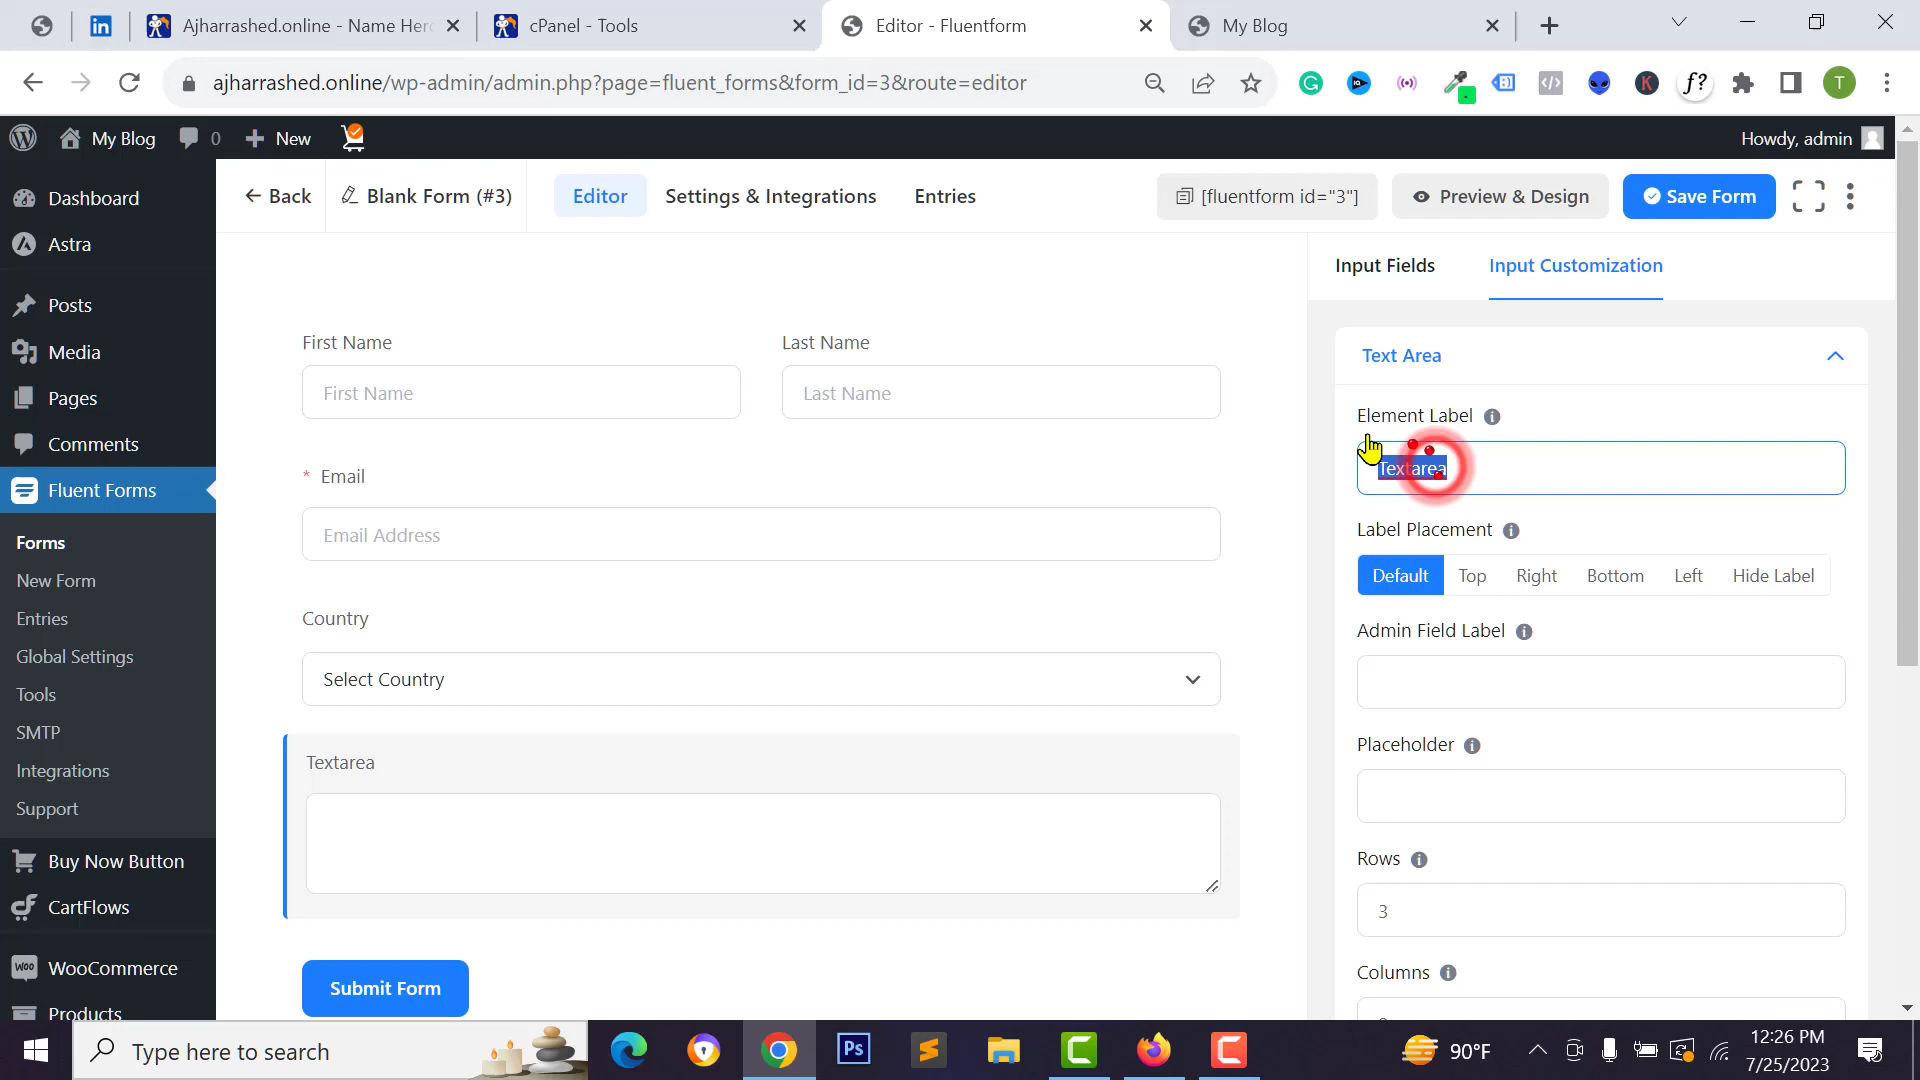 Ajharrashed.online - Name Hero
cPanel - Tools
Editor - Fluentform
My Blog
ajharrashed.online/wp-admin/admin.php?page=fluent_forms&form_id=3&route=editor
T
My Blog
0
New
Howdy, admin
Dashboard
Astra
Posts
Media
Pages
Comments
Fluent Forms
Forms
New Form
Entries
Global Settings
Tools
SMTP
Integrations
Support
Buy Now Button
CartFlows
WooCommerce
Products
Back
Blank Form (#3)
Editor
Settings & Integrations
Entries
[fluentform id="3"]
Preview & Design
Save Form
First Name
Last Name
First Name
Last Name
* Email
Email Address
Country
Select Country
Textarea
Submit Form
Input Fields
Input Customization
Text Area
Element Label
Textarea
Label Placement
Default Top Right Bottom Left Hide Label
Admin Field Label
Placeholder
Rows
3
Columns
Type here to search
Ps
90°F
12:26 PM
7/25/2023